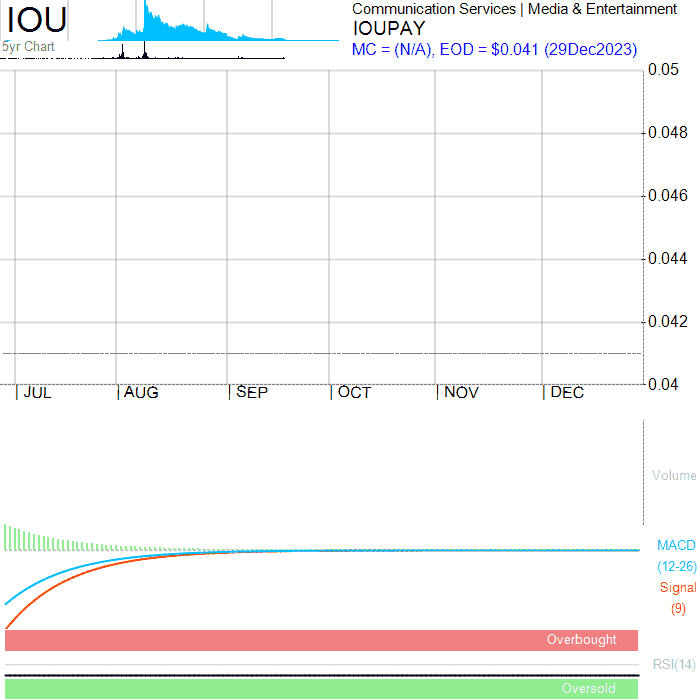 IOU
5yr Chart
Communication Services | Media & Entertainment
IOUPAY
MC = (N/A), EOD = $0.041 (29Dec2023)
0.05
0.048
0.046
0.044
0.042
0.04
JUL AUG SEP OCT NOV DEC
Volume
MACD
(12-26)
Signal
(9)
Overbought
RSI(14)
Oversold